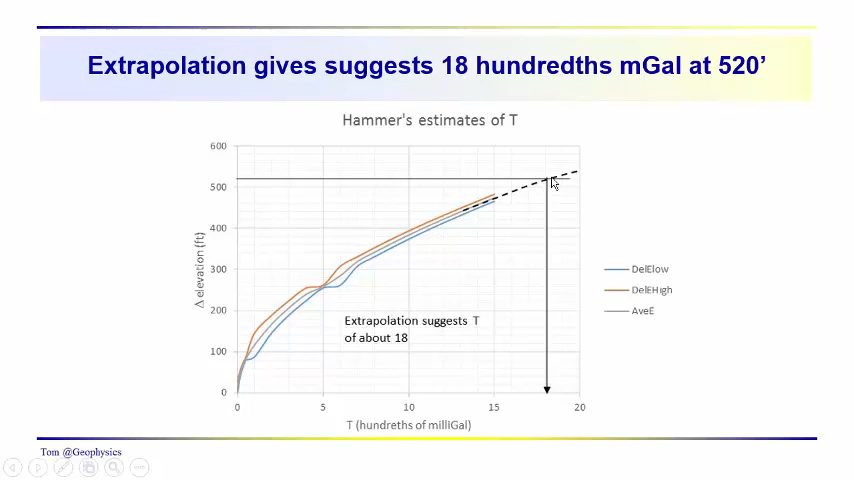 Extrapolation gives suggests 18 hundredths mGal at 520’
Hammer's estimates of T
600
500
400
300
200
100
0
Δ elevation (ft)
0 5 10 15 20
T (hundreths of milliGal)
Extrapolation suggests T
of about 18
DelElow
DelEHigh
AveE
Tom @Geophysics